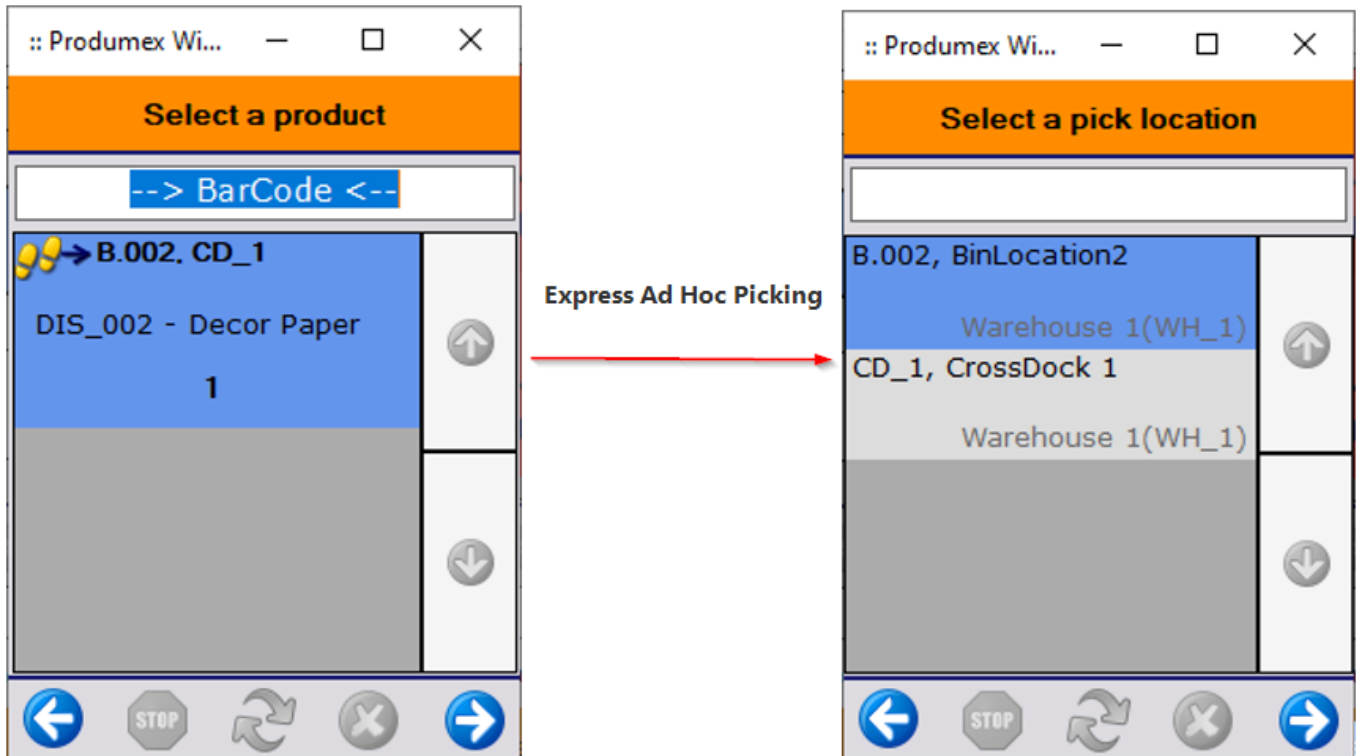 :: Produmex Wi...
Select a product
--> BarCode <--
B.002, CD_1
DIS_002 - Decor Paper
1
STOP
Express Ad Hoc Picking
:: Produmex Wi...
Select a pick location
B.002, BinLocation2
Warehouse 1(WH_1)
CD_1, CrossDock 1
Warehouse 1(WH_1)
STOP